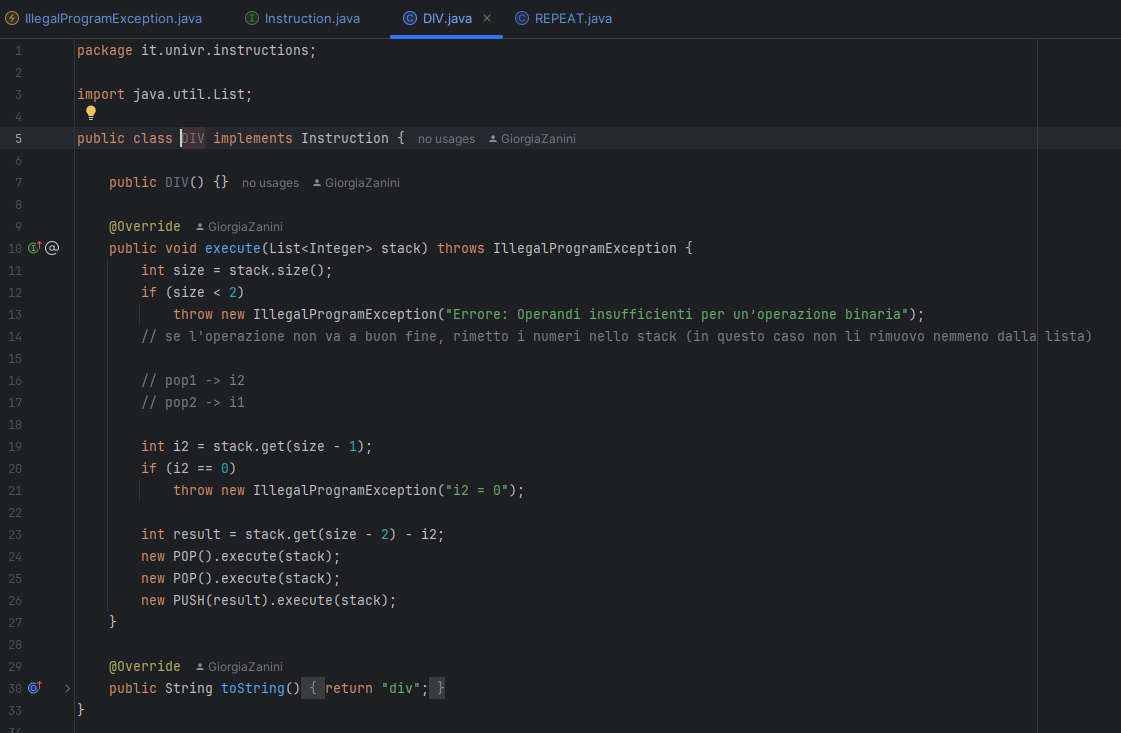 IllegalProgramException.java Instruction.java DIV.java REPEAT.java
1 package it.univr.instructions;
2
3 import java.util.List;
4
5 public class DIV implements Instruction { no usages GiorgiaZanini
6
7 public DIV() {} no usages GiorgiaZanini
8
9 @Override GiorgiaZanini
10 public void execute(List<Integer> stack) throws IllegalProgramException {
11 int size = stack.size();
12 if (size < 2)
13 throw new IllegalProgramException("Errore: Operandi insufficienti per un'operazione binaria");
14 // se l'operazione non va a buon fine, rimetto i numeri nello stack (in questo caso non li rimuovo nemmeno dalla lista)
15
16 // pop1 -> i2
17 // pop2 -> i1
18
19 int i2 = stack.get(size - 1);
20 if (i2 == 0)
21 throw new IllegalProgramException("i2 = 0");
22
23 int result = stack.get(size - 2) - i2;
24 new POP().execute(stack);
25 new POP().execute(stack);
26 new PUSH(result).execute(stack);
27 }
28
29 @Override GiorgiaZanini
30 public String toString() { return "div"; }
33 }
34